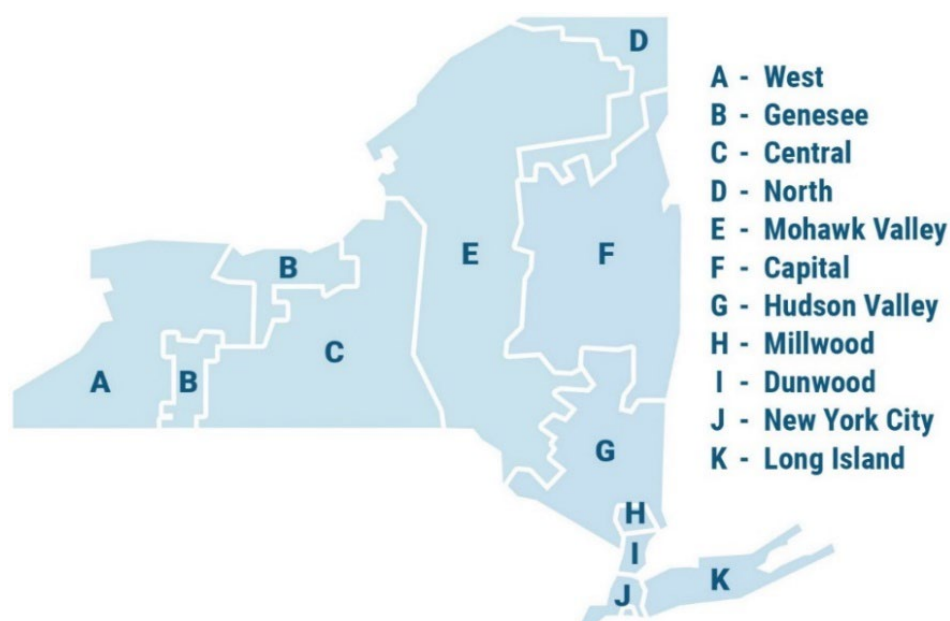 D
B
E
F
C
A
B
G
H
I
J
K
A - West
B - Genesee
C - Central
D - North
E - Mohawk Valley
F - Capital
G - Hudson Valley
H - Millwood
I - Dunwood
J - New York City
K - Long Island